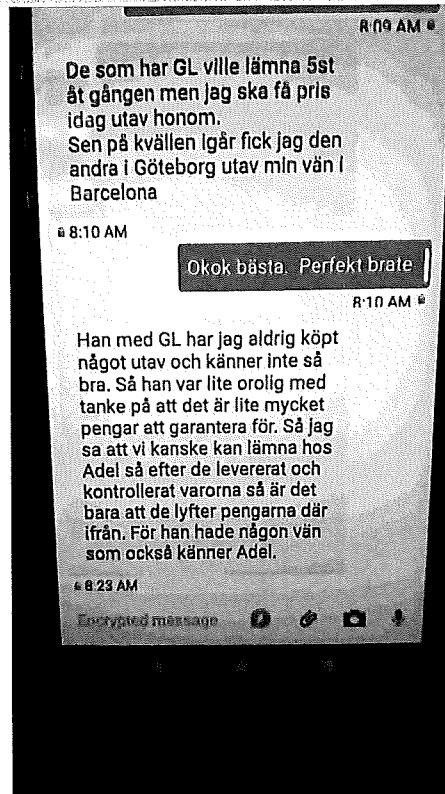 8:09 AM
De som har GL ville lämna 5st
åt gången men jag ska få pris
idag utav honom.
Sen på kvällen igår fick jag den
andra i Göteborg utav min vän i
Barcelona
8:10 AM
Okok bästa. Perfekt brate
8:10 AM
Han med GL har jag aldrig köpt
något utav och känner inte så
bra. Så han var lite orolig med
tanke på att det är lite mycket
pengar att garantera för. Så jag
sa att vi kanske kan lämna hos
Adel så efter de levererat och
kontrollerat varorna så är det
bara att de lyfter pengarna där
ifrån. För han hade någon vän
som också känner Adel.
8:23 AM
Encrypted message